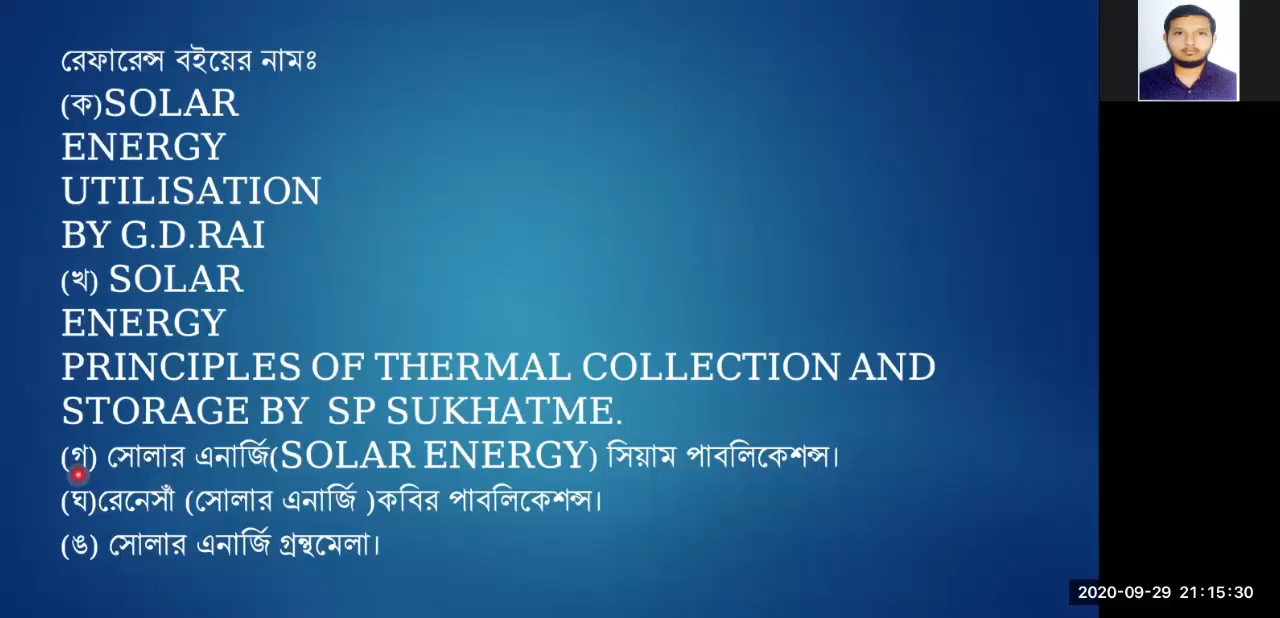 রেফারেন্স বইয়ের নামঃ
(ক)SOLAR
ENERGY
UTILISATION
BY G.D.RAI
(খ) SOLAR
ENERGY
PRINCIPLES OF THERMAL COLLECTION AND
STORAGE BY SP SUKHATME.
(গ) সোলার এনার্জি(SOLAR ENERGY) সিয়াম পাবলিকেশন্স।
(ঘ)রেনেসাঁ (সোলার এনার্জি )কবির পাবলিকেশন্স।
(ঙ) সোলার এনার্জি গ্রন্থমেলা।
2020-09-29 21:15:30